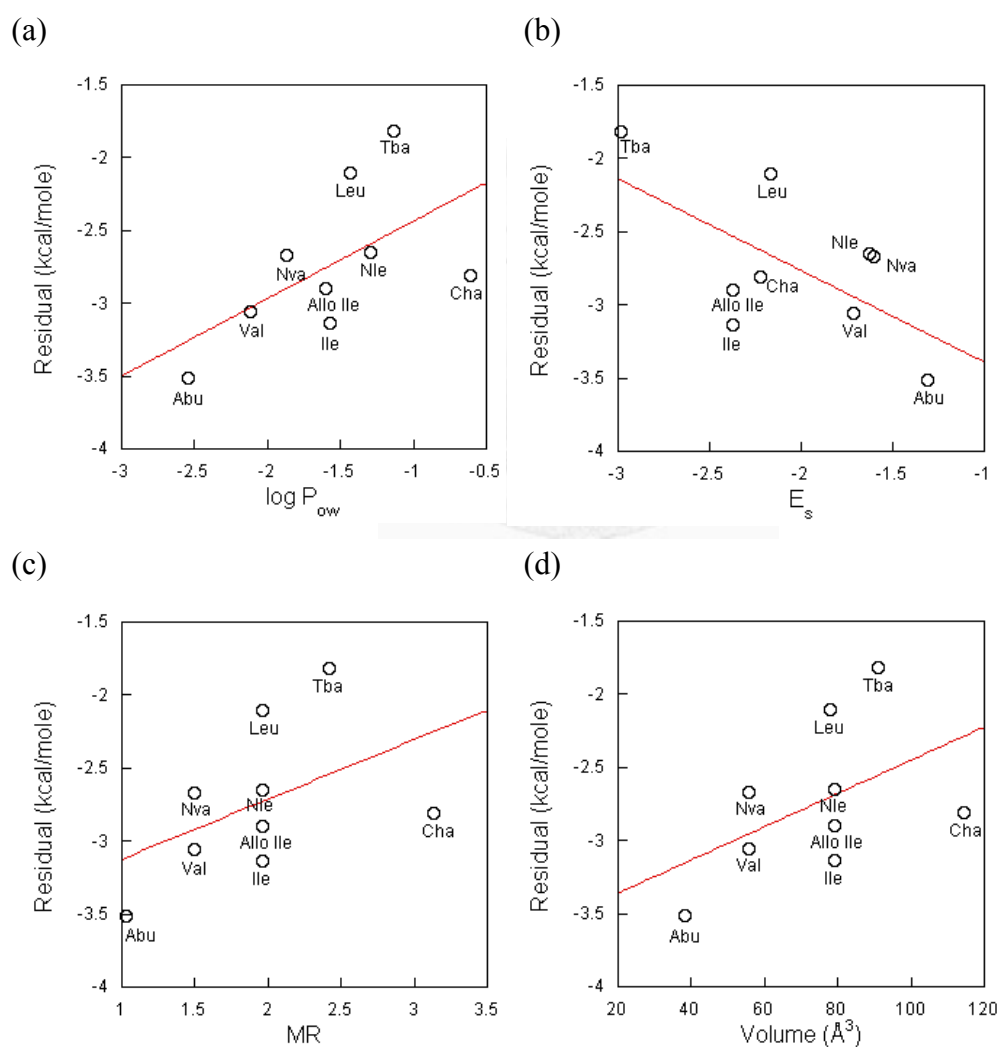 (a)
-1.5
-2
-2.5
-3
-3.5
-4
Residual (kcal/mole)
Tba
Leu
Nva
Nle
Cha
Allo Ile
Val
Ile
Abu
-3
-2.5
-2
-1.5
-1
-0.5
log P_ow
(b)
-1.5
-2
-2.5
-3
-3.5
-4
Residual (kcal/mole)
Tba
Leu
Nle
Nva
Cha
Allo Ile
Val
Ile
Abu
-3
-2.5
-2
-1.5
-1
E_s
(c)
-1.5
-2
-2.5
-3
-3.5
-4
Residual (kcal/mole)
Tba
Leu
Nva
Nle
Cha
Allo Ile
Val
Ile
Abu
1
1.5
2
2.5
3
3.5
MR
(d)
-1.5
-2
-2.5
-3
-3.5
-4
Residual (kcal/mole)
Tba
Leu
Nva
Nle
Cha
Allo Ile
Val
Ile
Abu
20
40
60
80
100
120
Volume (Å³)